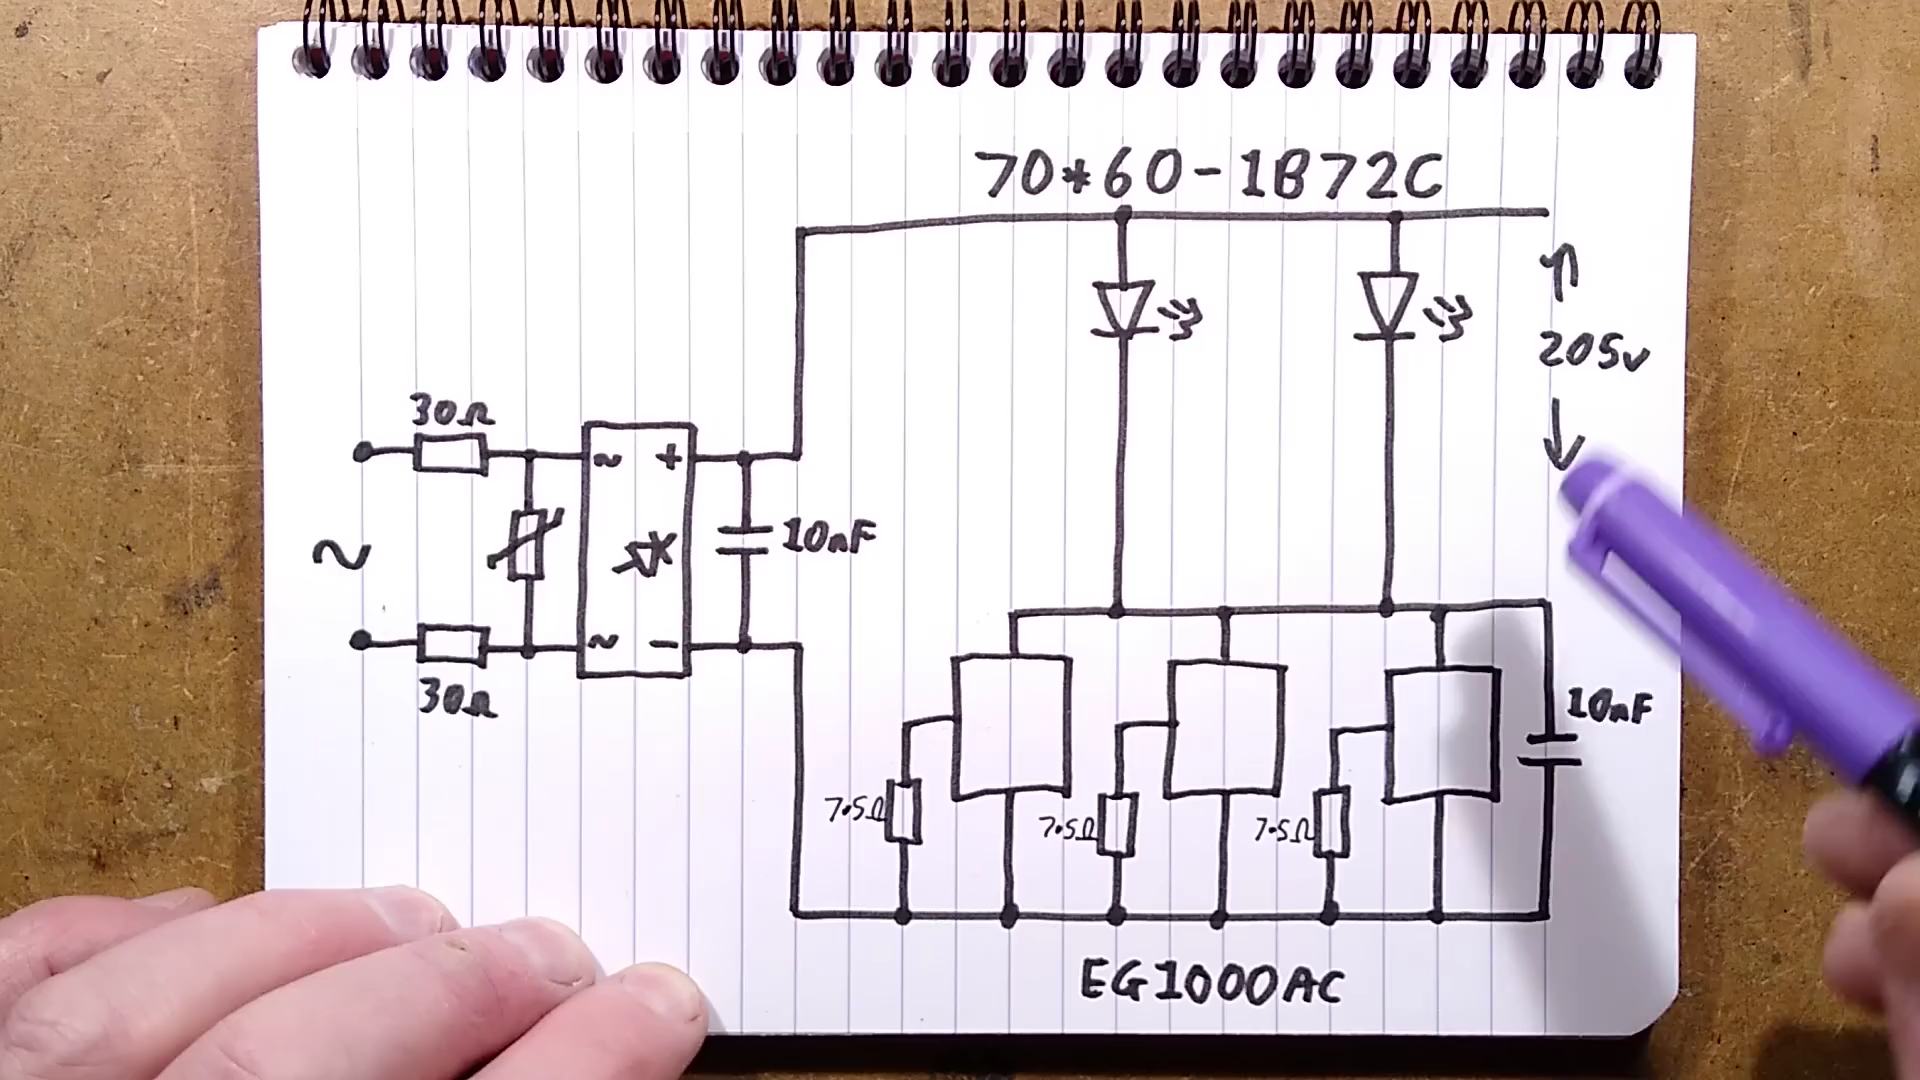 70*60-1B72C
205v
30Ω
~ +
10nF
~
~ -
30Ω
10nF
7.5Ω
7.5Ω
7.5Ω
EG1000AC